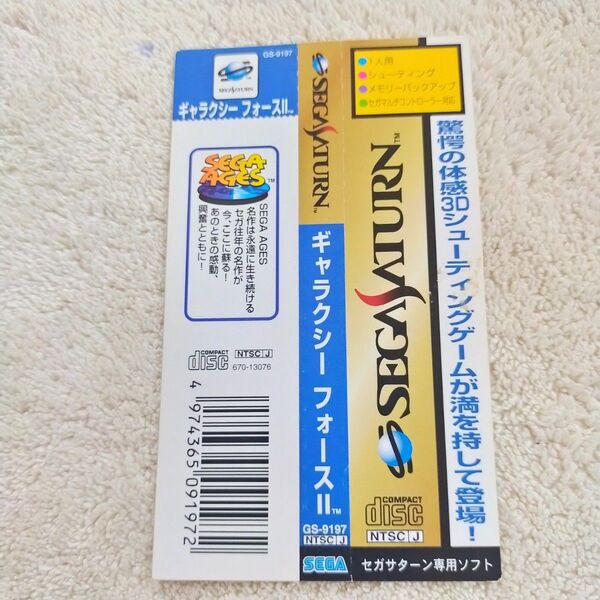 GS-9197
SEGASATURN
ギャラクシー フォースII™
SEGA AGES™
SEGA AGES
名作は永遠に生き続ける
セガ往年の名作が
今、ここに蘇る!
あのときの感動、
興奮とともに!
COMPACT
disc
NTSC J
670-13076
4 974365 091972
SEGASATURN™
ギャラクシー フォースII™
GS-9197
NTSC J
SEGA
1人用
シューティング
メモリーバックアップ
セガマルチコントローラー対応
SEGASATURN™
COMPACT
disc
NTSC J
驚愕の体感3Dシューティングゲームが満を持して登場!
セガサターン専用ソフト